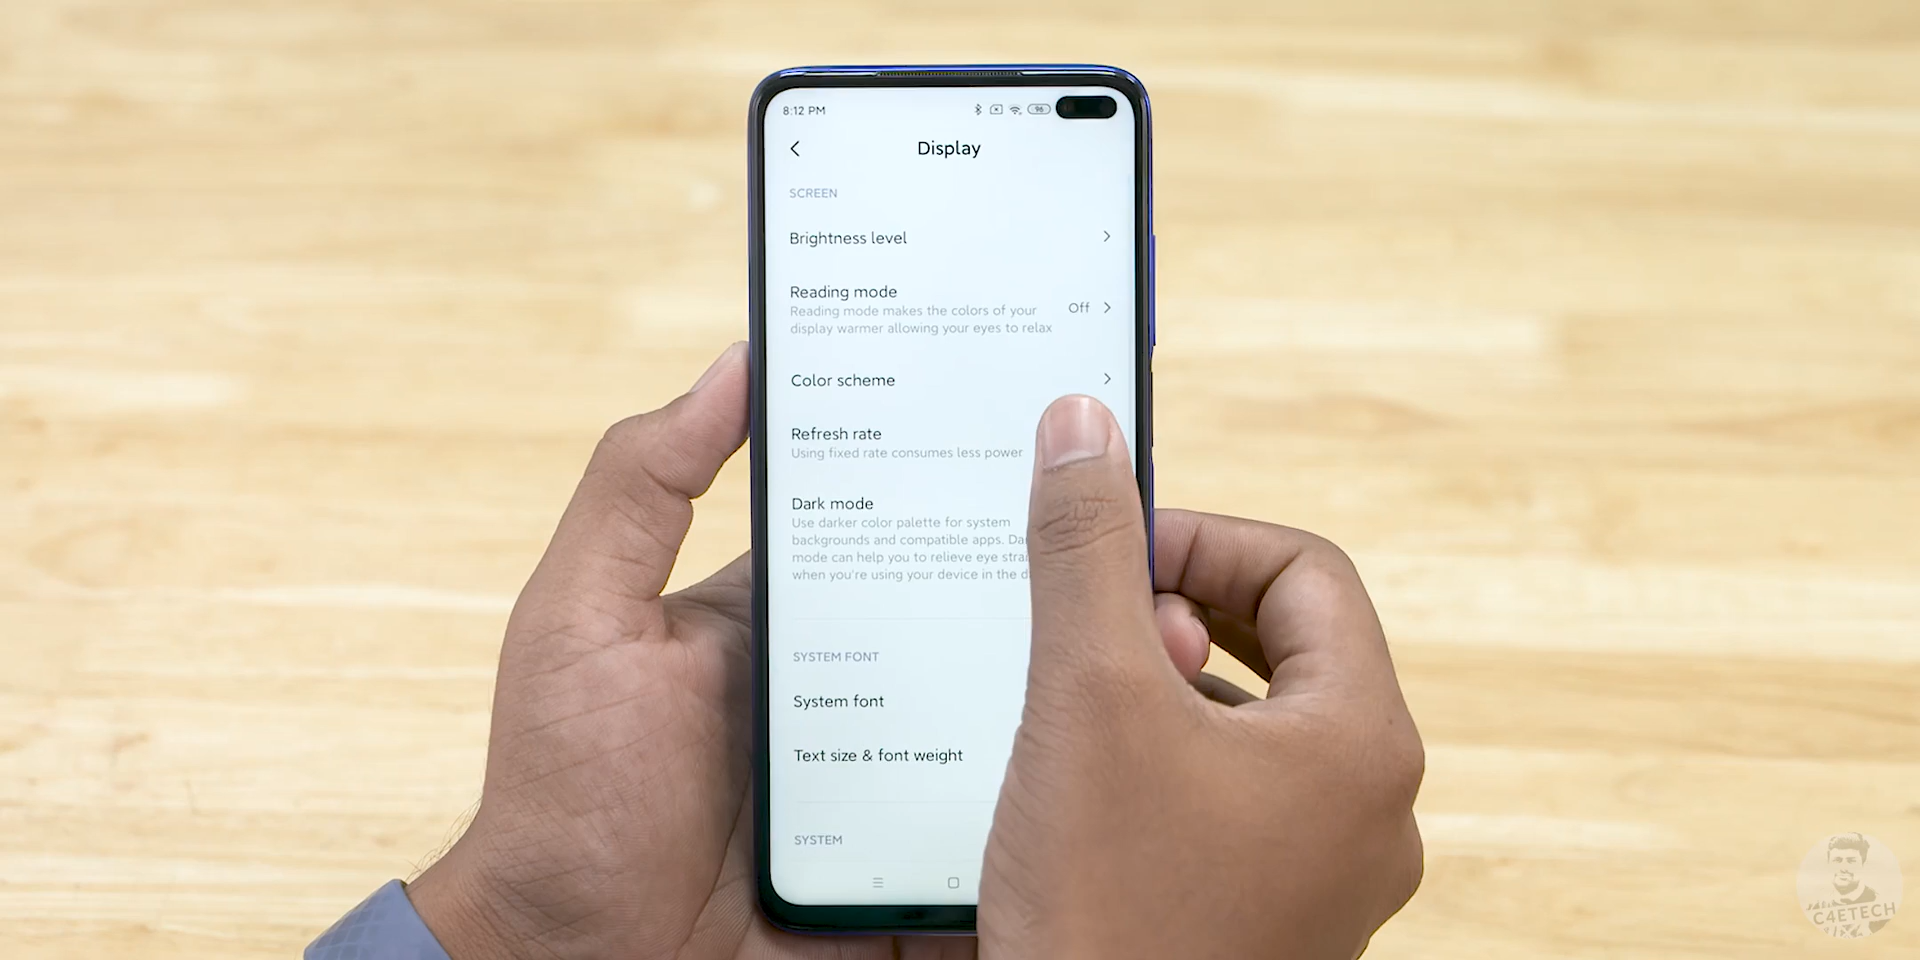 8:12 PM
96
Display
SCREEN
Brightness level
Reading mode
Reading mode makes the colors of your
display warmer allowing your eyes to relax
Off
Color scheme
Refresh rate
Using fixed rate consumes less power
Dark mode
Use darker color palette for system
backgrounds and compatible apps. Da
mode can help you to relieve eye stra
when you're using your device in the d
SYSTEM FONT
System font
Text size & font weight
SYSTEM
C4ETECH